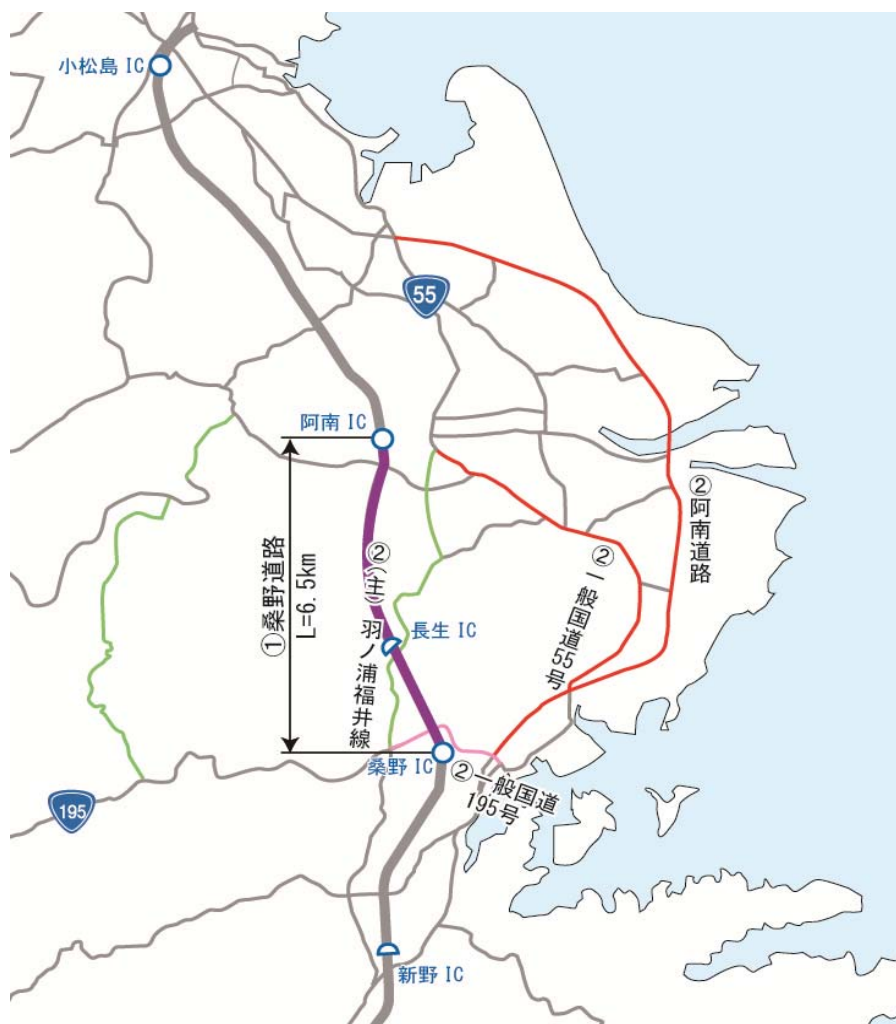 小松島 IC
55
阿南 IC
①桑野道路
L=6.5km
②(主) 羽ノ浦福井線
長生 IC
②一般国道55号
②阿南道路
桑野 IC
②一般国道
195号
195
新野 IC